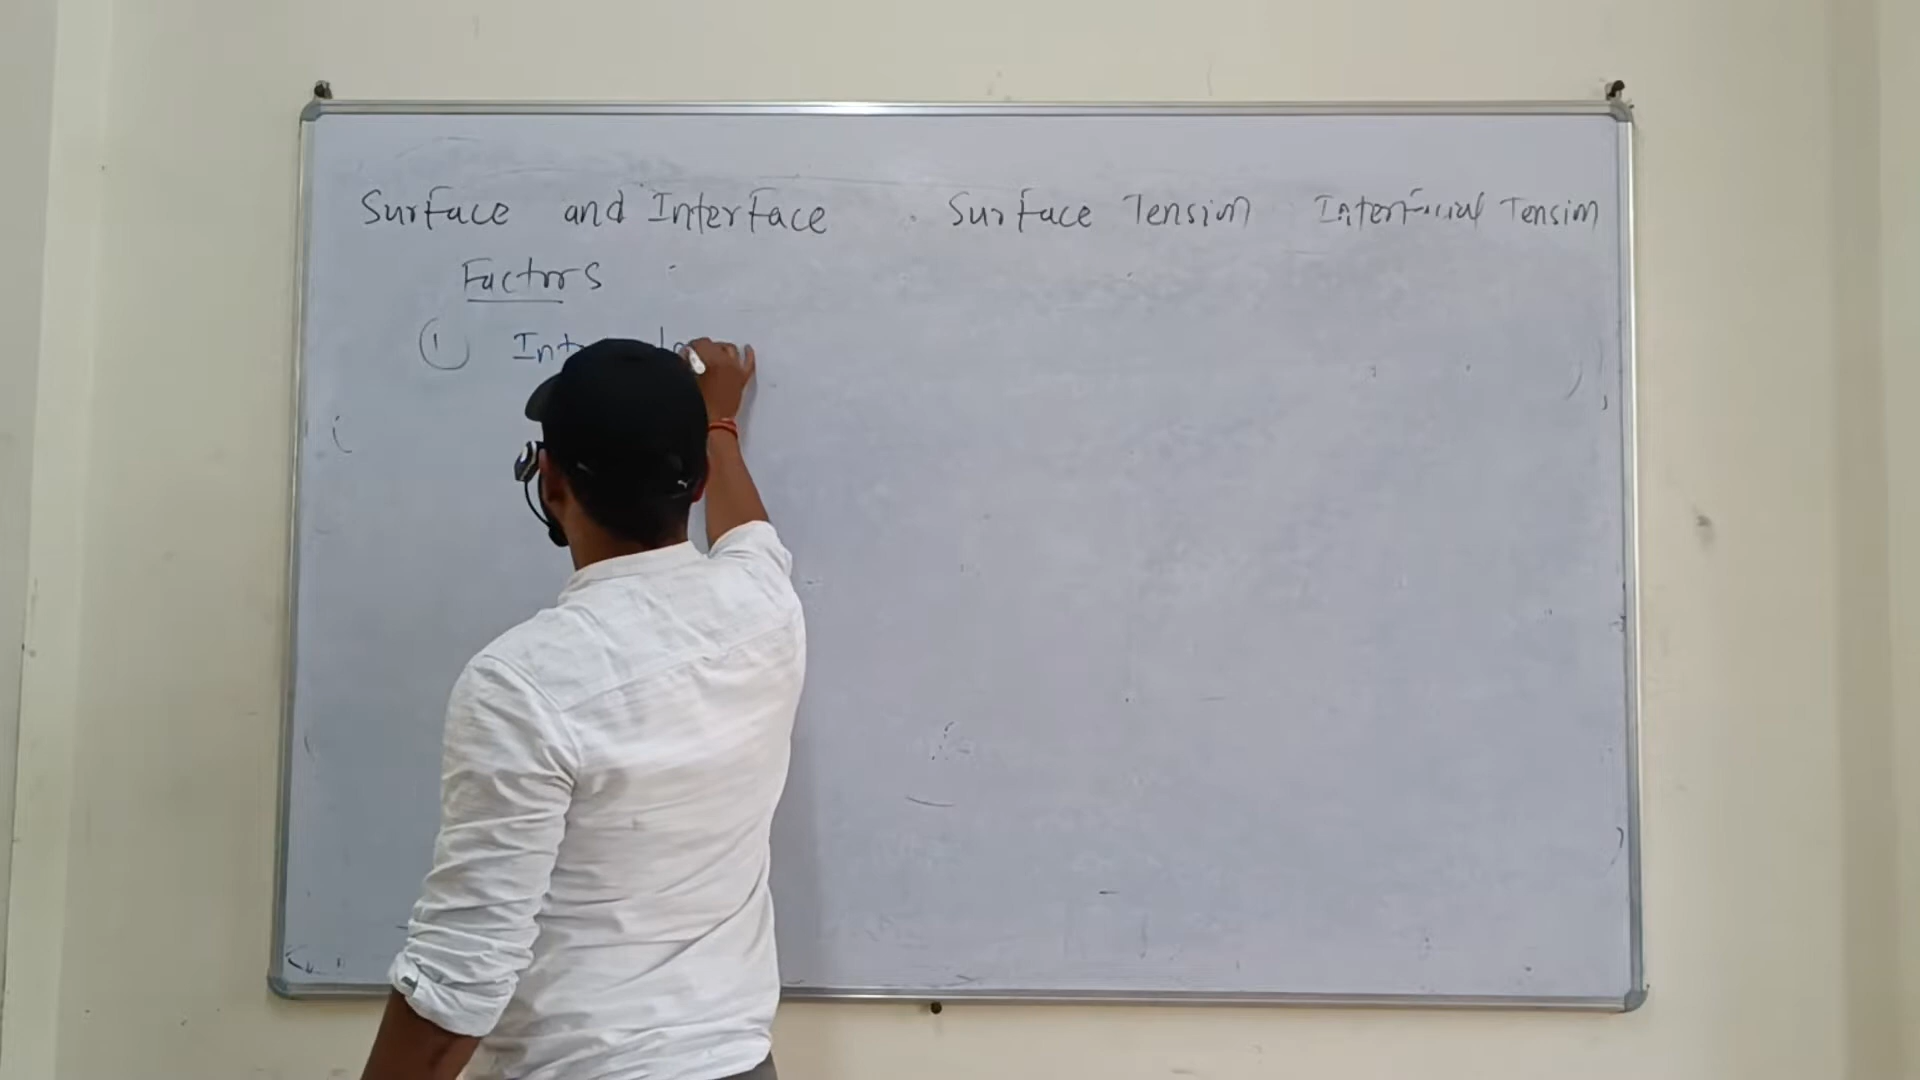 Surface and Interface . Surface Tension Interfacial Tension
Factors
①